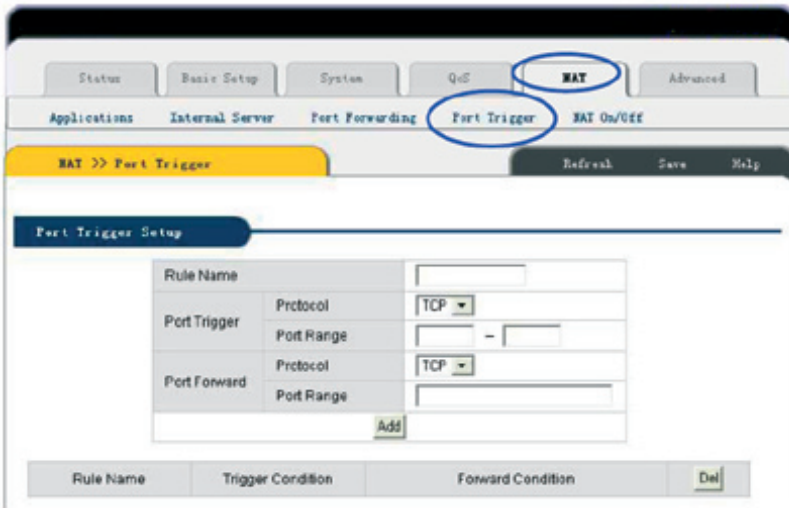 Status Basic Setup System QoS NAT Advanced
Applications Internal Server Port Forwarding Port Trigger NAT On/Off
NAT >> Port Trigger Refresh Save Help
Port Trigger Setup
Rule Name
Port Trigger Protocol TCP
Port Range –
Port Forward Protocol TCP
Port Range
Add
Rule Name Trigger Condition Forward Condition Del